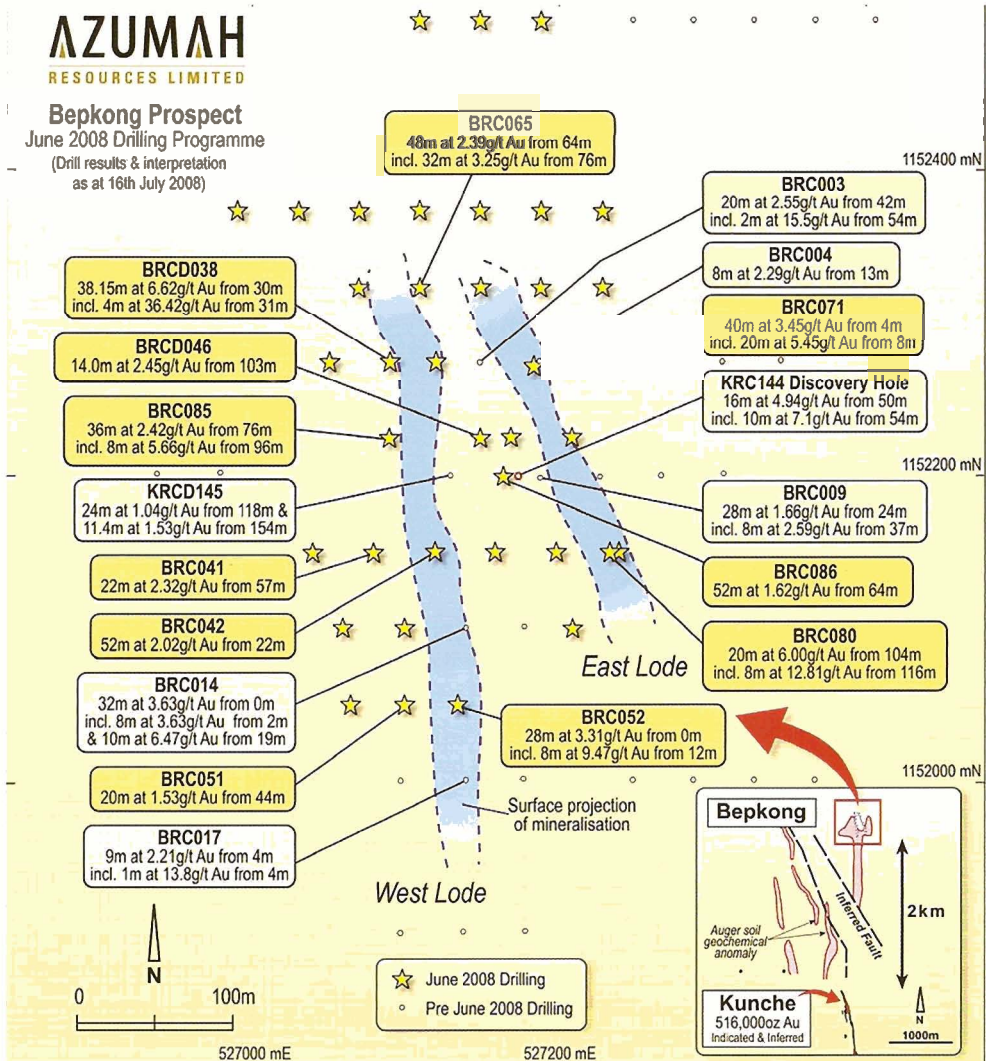 AZUMAH
RESOURCES LIMITED
Bepkong Prospect
June 2008 Drilling Programme
(Drill results & interpretation
as at 16th July 2008)
BRC065
48m at 2.39g/t Au from 64m
incl. 32m at 3.25g/t Au from 76m
1152400 mN
BRC003
20m at 2.55g/t Au from 42m
incl. 2m at 15.5g/t Au from 54m
BRC004
8m at 2.29g/t Au from 13m
BRCD038
38.15m at 6.62g/t Au from 30m
incl. 4m at 36.42g/t Au from 31m
BRC071
40m at 3.45g/t Au from 4m
incl. 20m at 5.45g/t Au from 8m
BRCD046
14.0m at 2.45g/t Au from 103m
KRC144 Discovery Hole
16m at 4.94g/t Au from 50m
incl. 10m at 7.1g/t Au from 54m
BRC085
36m at 2.42g/t Au from 76m
incl. 8m at 5.66g/t Au from 96m
1152200 mN
KRCD145
24m at 1.04g/t Au from 118m &
11.4m at 1.53g/t Au from 154m
BRC009
28m at 1.66g/t Au from 24m
incl. 8m at 2.59g/t Au from 37m
BRC041
22m at 2.32g/t Au from 57m
BRC086
52m at 1.62g/t Au from 64m
BRC042
52m at 2.02g/t Au from 22m
BRC080
20m at 6.00g/t Au from 104m
incl. 8m at 12.81g/t Au from 116m
East Lode
BRC014
32m at 3.63g/t Au from 0m
incl. 8m at 3.63g/t Au from 2m
& 10m at 6.47g/t Au from 19m
BRC052
28m at 3.31g/t Au from 0m
incl. 8m at 9.47g/t Au from 12m
BRC051
20m at 1.53g/t Au from 44m
1152000 mN
Surface projection
of mineralisation
BRC017
9m at 2.21g/t Au from 4m
incl. 1m at 13.8g/t Au from 4m
West Lode
Bepkong
Inferred Fault
2km
Auger soil
geochemical
anomaly
Kunche
516,000oz Au
Indicated & Inferred
N
1000m
N
0 100m
June 2008 Drilling
Pre June 2008 Drilling
527000 mE
527200 mE